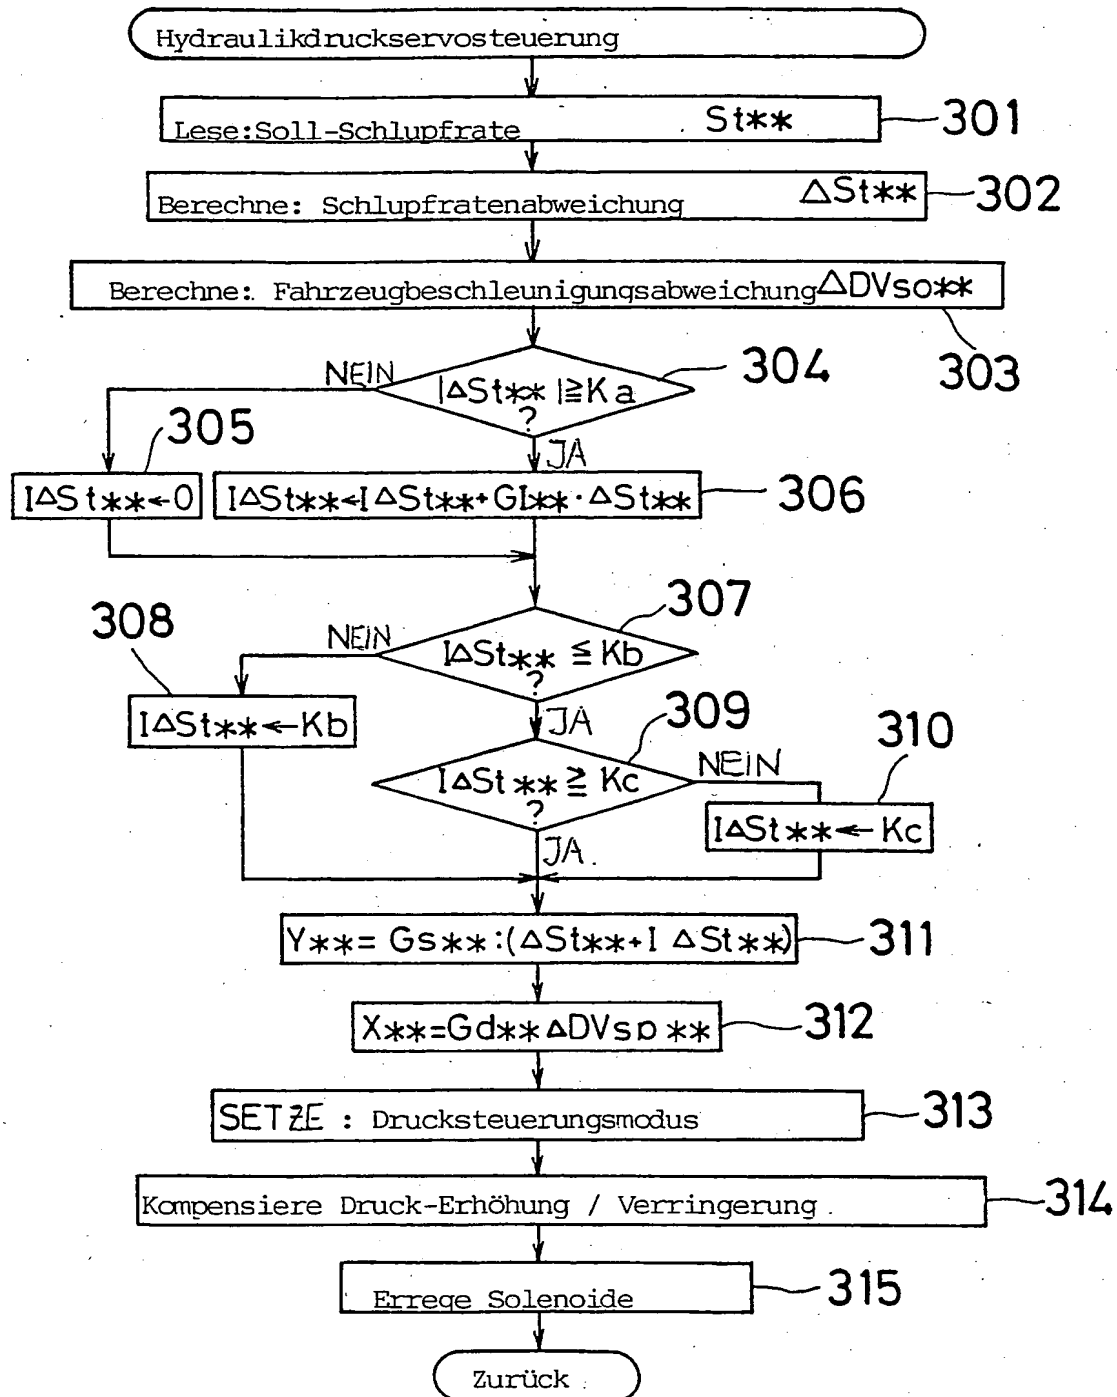 Hydraulikdruckservosteuerung
Lese:Soll-Schlupfrate St**
301
Berechne: Schlupfratenabweichung ΔSt**
302
Berechne: Fahrzeugbeschleunigungsabweichung ΔDVso**
303
NEIN
|ΔSt**|≧Ka
?
304
JA
305
IΔSt**←0
IΔSt**←IΔSt**+GI**·ΔSt**
306
307
308
NEIN
IΔSt** ≦ Kb
?
IΔSt**←Kb
JA
309
310
IΔSt** ≧ Kc
?
NEIN
IΔSt**← Kc
JA.
Y**= Gs**:(ΔSt**+I ΔSt**)
311
X**=Gd**ΔDVso **
312
SETZE : Drucksteuerungsmodus
313
Kompensiere Druck-Erhöhung / Verringerung
314
Errege Solenoide
315
Zurück